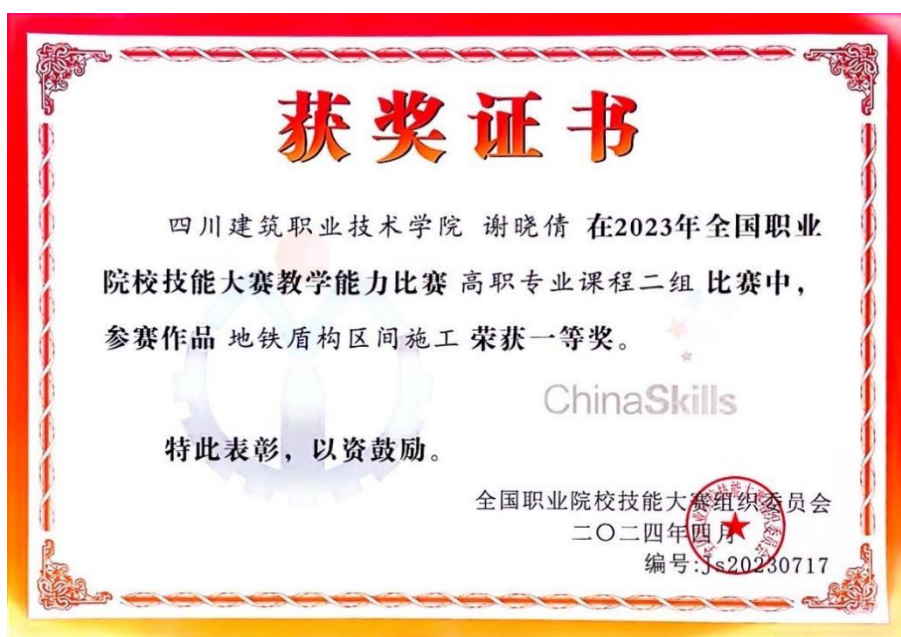 获奖证书
四川建筑职业技术学院 谢晓倩 在2023年全国职业
院校技能大赛教学能力比赛 高职专业课程二组 比赛中，
参赛作品 地铁盾构区间施工 荣获一等奖。
ChinaSkills
特此表彰，以资鼓励。
全国职业院校技能大赛组织委员会
二〇二四年四月
编号:Js20230717